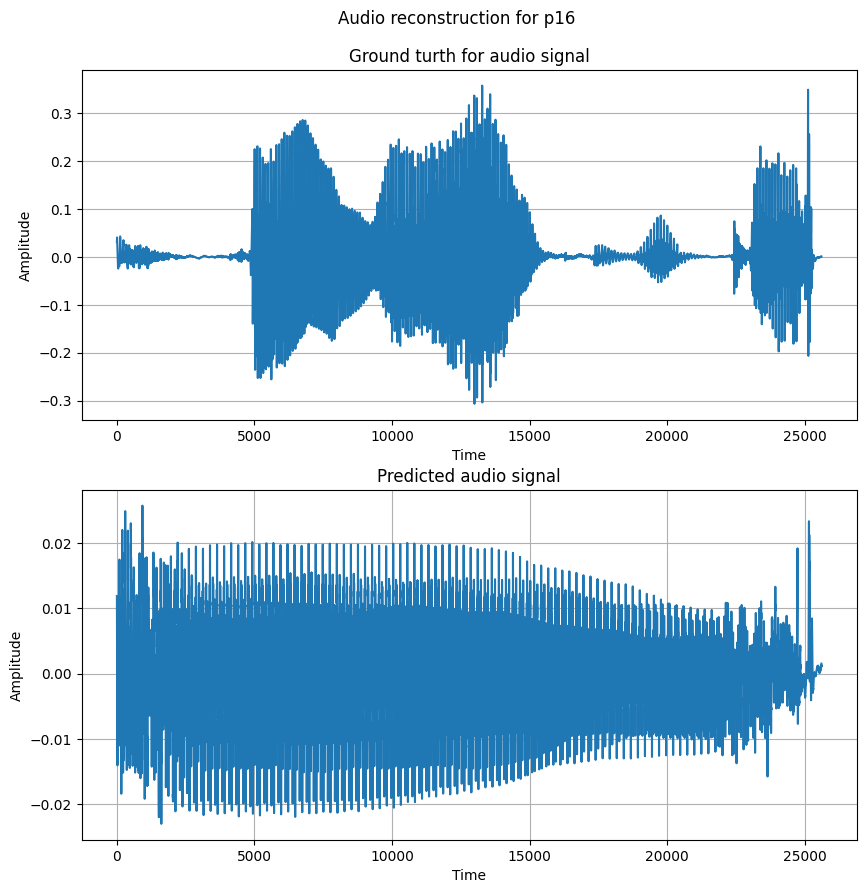 Audio reconstruction for p16
Ground turth for audio signal
0.3
0.2
0.1
0.0
−0.1
−0.2
−0.3
Amplitude
0 5000 10000 15000 20000 25000
Time
Predicted audio signal
0.02
0.01
0.00
−0.01
−0.02
Amplitude
0 5000 10000 15000 20000 25000
Time